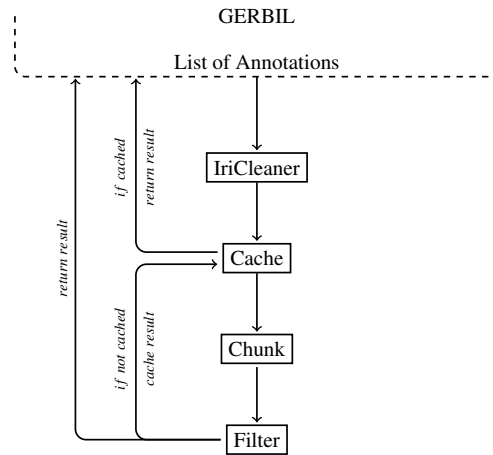 GERBIL
List of Annotations
if cached
return result
IriCleaner
return result
Cache
if not cached
cache result
Chunk
Filter